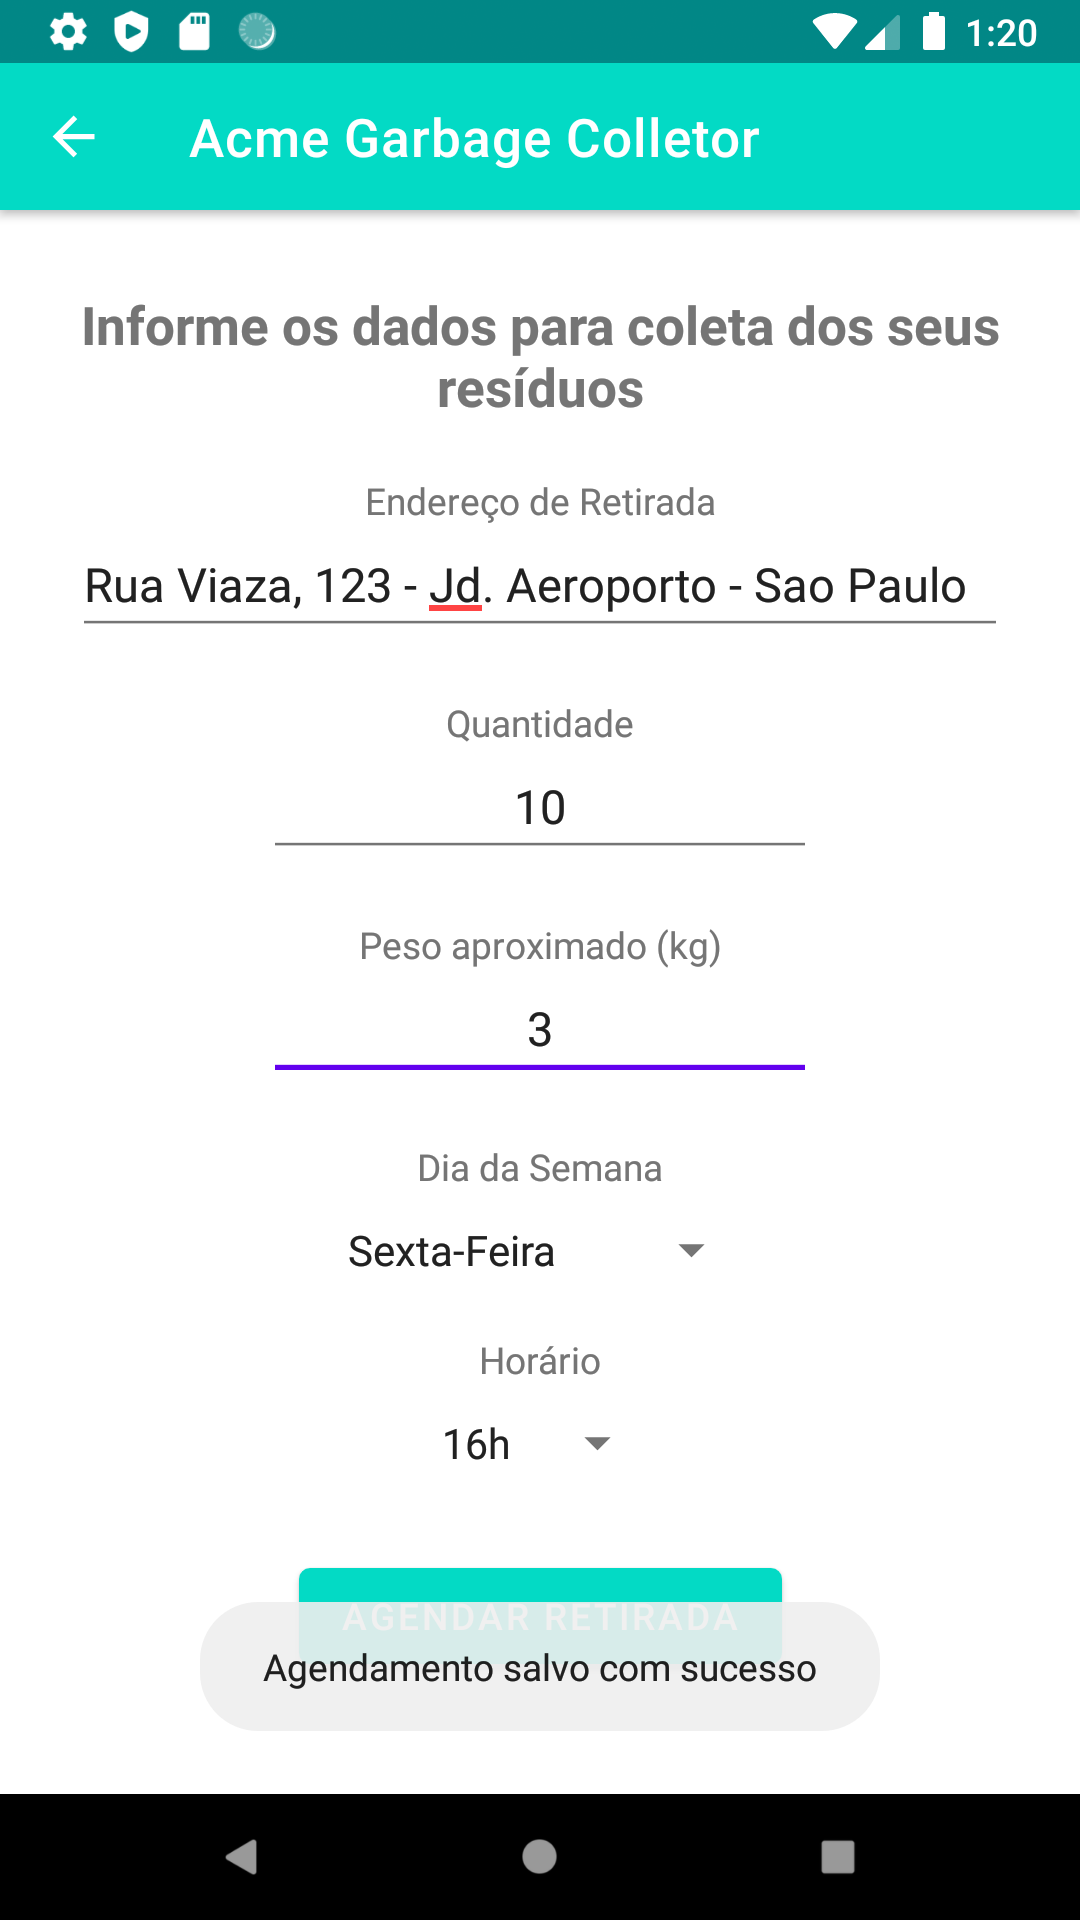 1:20
Acme Garbage Colletor
Informe os dados para coleta dos seus
resíduos
Endereço de Retirada
Rua Viaza, 123 - Jd. Aeroporto - Sao Paulo
Quantidade
10
Peso aproximado (kg)
3
Dia da Semana
Sexta-Feira
Horário
16h
AGENDAR RETIRADA
Agendamento salvo com sucesso